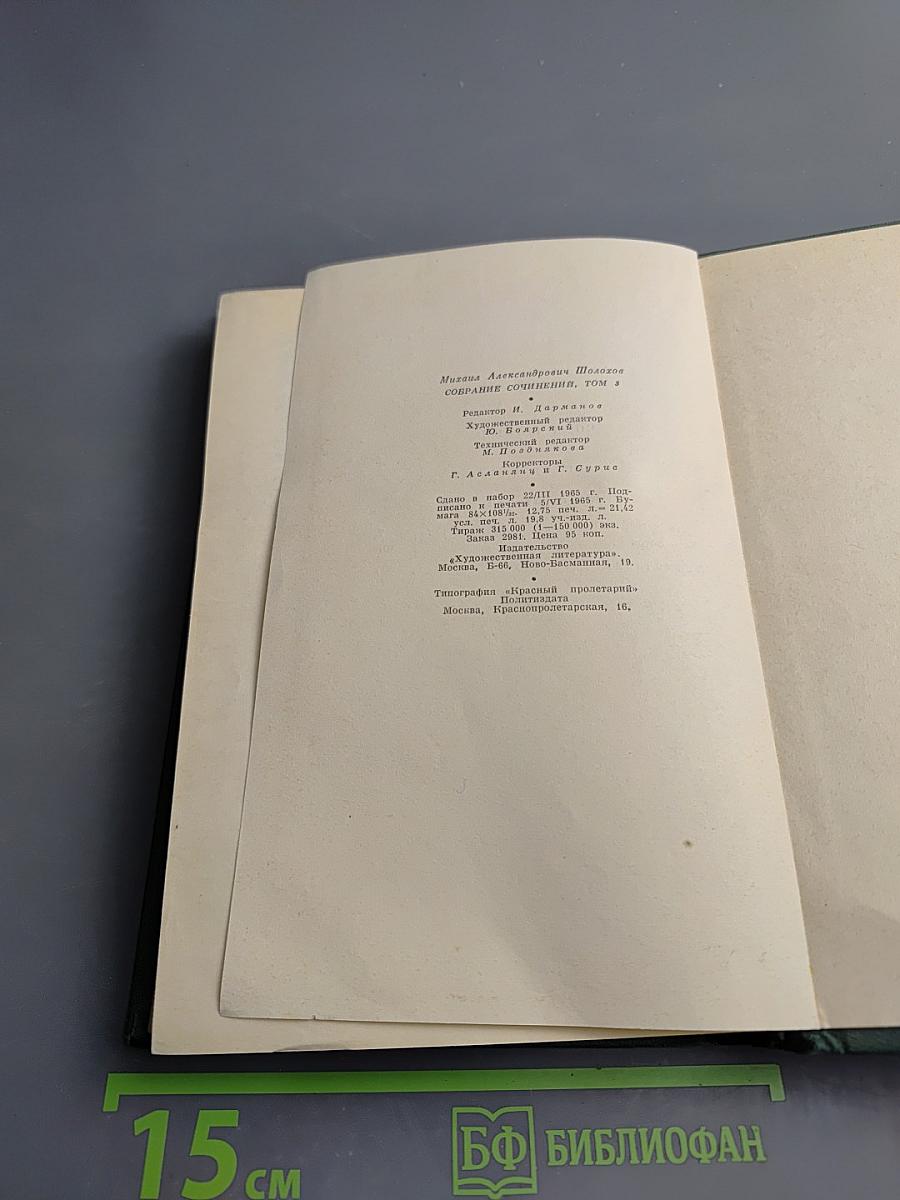 Михаил Александрович Шолохов
СОБРАНИЕ СОЧИНЕНИЙ, ТОМ 3
Редактор И. Дарманов
Художественный редактор
Ю. Боярский
Технический редактор
М. Позднякова
Корректоры
Г. Асланянц и Г. Сурис
Сдано в набор 22/III 1965 г. Под-
писано к печати 5/VI 1965 г. Бу-
мага 84×108¹/₃₂. 12,75 печ. л.= 21,42
усл. печ. л. 19,8 уч.-изд. л.
Тираж 315 000 (1—150 000) экз.
Заказ 2981. Цена 95 коп.
Издательство
«Художественная литература».
Москва, Б-66, Ново-Басманная, 19.
Типография «Красный пролетарий»
Политиздата
Москва, Краснопролетарская, 16.
15 см
БФ БИБЛИОФАН